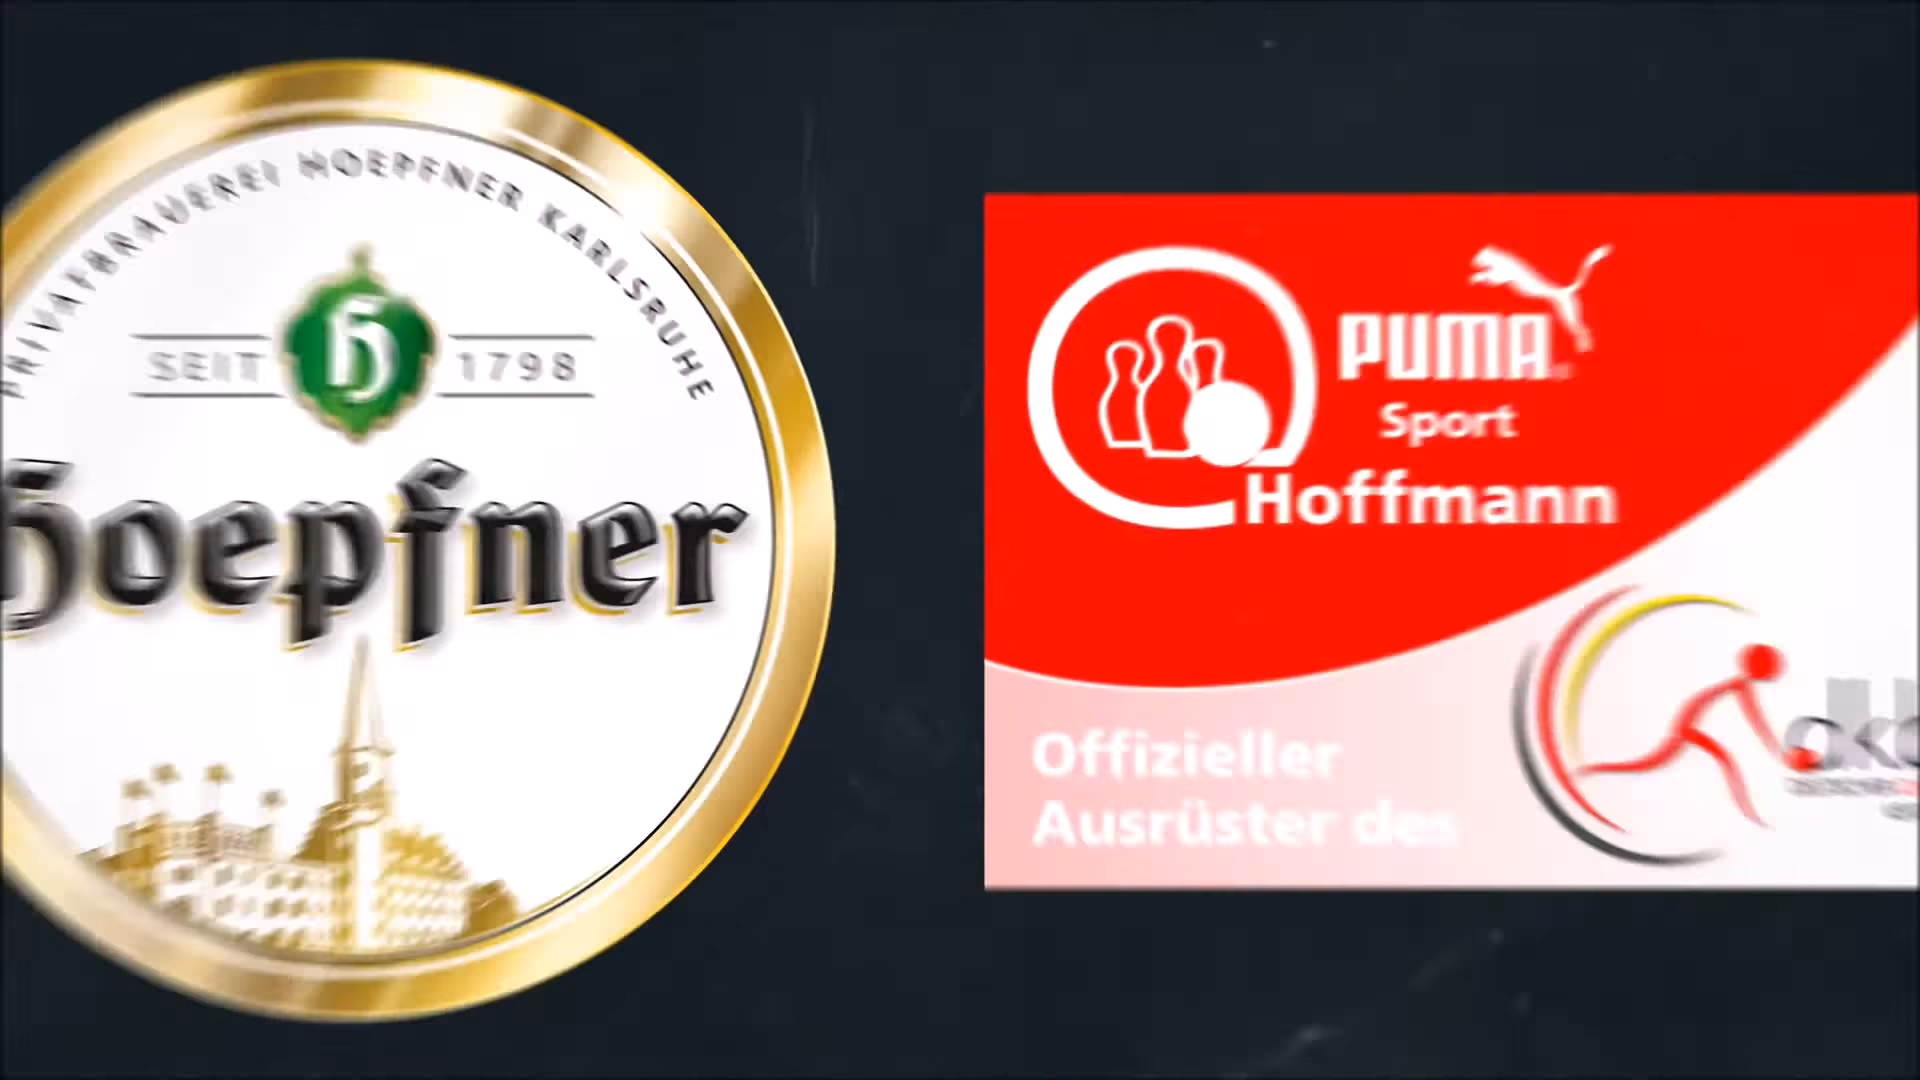 PRIVATBRAUEREI HOEPFNER KARLSRUHE
SEIT 1798
Hoepfner
PUMA
Sport
Hoffmann
Offizieller
Ausrüster des